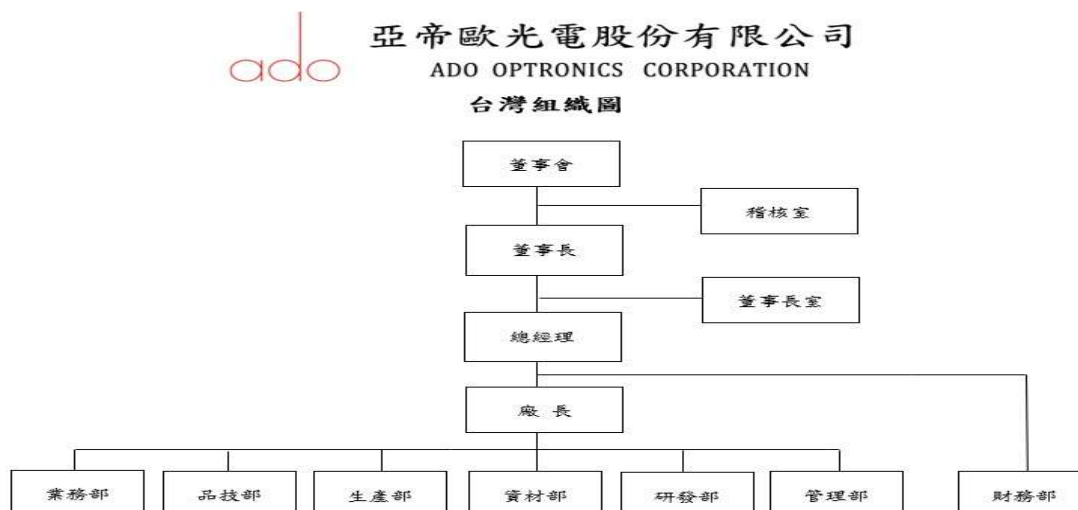 ado
亞帝歐光電股份有限公司
ADO OPTRONICS CORPORATION
台灣組織圖
董事會
稽核室
董事長
董事長室
總經理
廠 長
業務部
品技部
生產部
資材部
研發部
管理部
財務部